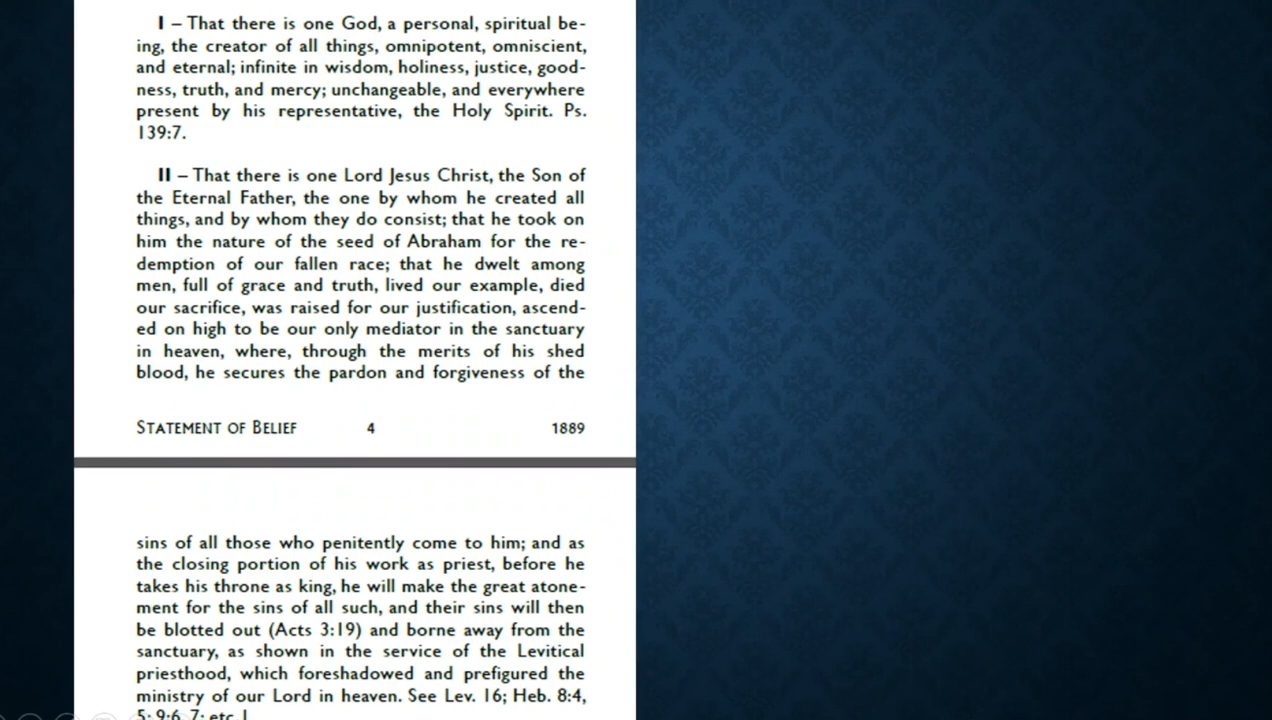 I – That there is one God, a personal, spiritual be-
ing, the creator of all things, omnipotent, omniscient,
and eternal; infinite in wisdom, holiness, justice, good-
ness, truth, and mercy; unchangeable, and everywhere
present by his representative, the Holy Spirit. Ps.
139:7.
II – That there is one Lord Jesus Christ, the Son of
the Eternal Father, the one by whom he created all
things, and by whom they do consist; that he took on
him the nature of the seed of Abraham for the re-
demption of our fallen race; that he dwelt among
men, full of grace and truth, lived our example, died
our sacrifice, was raised for our justification, ascend-
ed on high to be our only mediator in the sanctuary
in heaven, where, through the merits of his shed
blood, he secures the pardon and forgiveness of the
STATEMENT OF BELIEF 4 1889
sins of all those who penitently come to him; and as
the closing portion of his work as priest, before he
takes his throne as king, he will make the great atone-
ment for the sins of all such, and their sins will then
be blotted out (Acts 3:19) and borne away from the
sanctuary, as shown in the service of the Levitical
priesthood, which foreshadowed and prefigured the
ministry of our Lord in heaven. See Lev. 16; Heb. 8:4,
5; 9:6, 7; etc.1